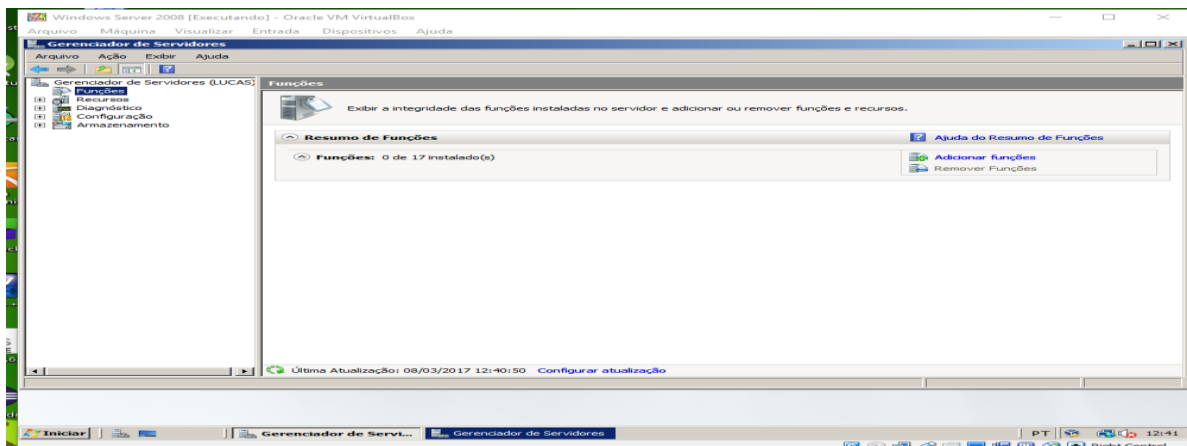 Windows Server 2008 [Executando] - Oracle VM VirtualBox
Arquivo Máquina Visualizar Entrada Dispositivos Ajuda
Gerenciador de Servidores
Arquivo Ação Exibir Ajuda
Gerenciador de Servidores (LUCAS)
Funções
Recursos
Diagnóstico
Configuração
Armazenamento
Funções
Exibir a integridade das funções instaladas no servidor e adicionar ou remover funções e recursos.
Resumo de Funções
Ajuda do Resumo de Funções
Funções: 0 de 17 instalado(s)
Adicionar funções
Remover Funções
Última Atualização: 08/03/2017 12:40:50 Configurar atualização
Iniciar
Gerenciador de Servi...
Gerenciador de Servidores
PT
12:41
Right Control